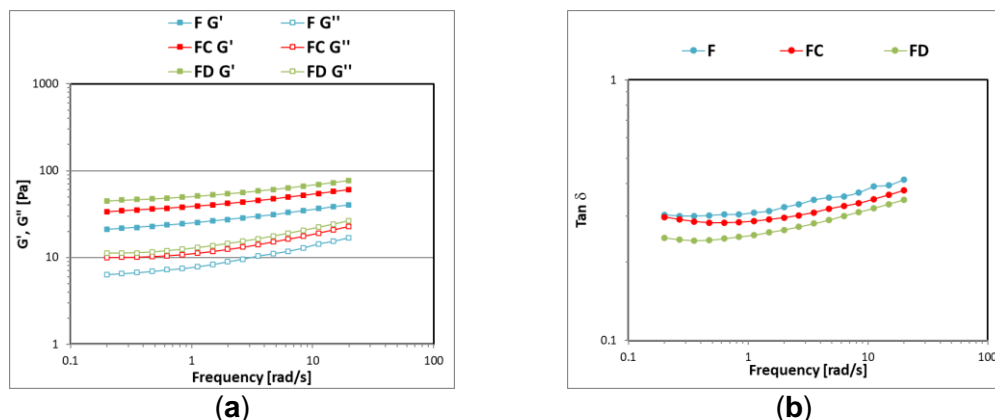 F G' F G''
FC G' FC G''
FD G' FD G''
1000
100
10
1
0.1 1 10 100
G', G'' [Pa]
Frequency [rad/s]
(a)
F FC FD
1
0.1
0.1 1 10 100
Tan δ
Frequency [rad/s]
(b)